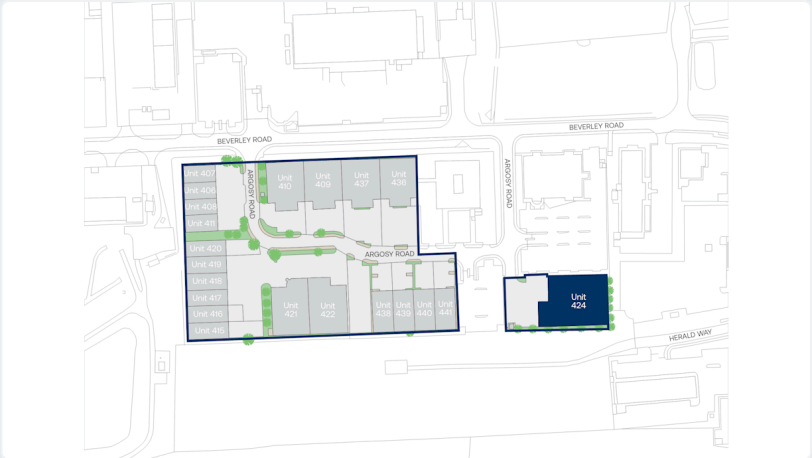 BEVERLEY ROAD
BEVERLEY ROAD
Unit 407
Unit 406
Unit 408
Unit 411
Unit 420
Unit 419
Unit 418
Unit 417
Unit 416
Unit 415
ARGOSY ROAD
Unit
410
Unit
409
Unit
437
Unit
436
ARGOSY ROAD
ARGOSY ROAD
Unit
421
Unit
422
Unit
438
Unit
439
Unit
440
Unit
441
Unit
424
HERALD WAY